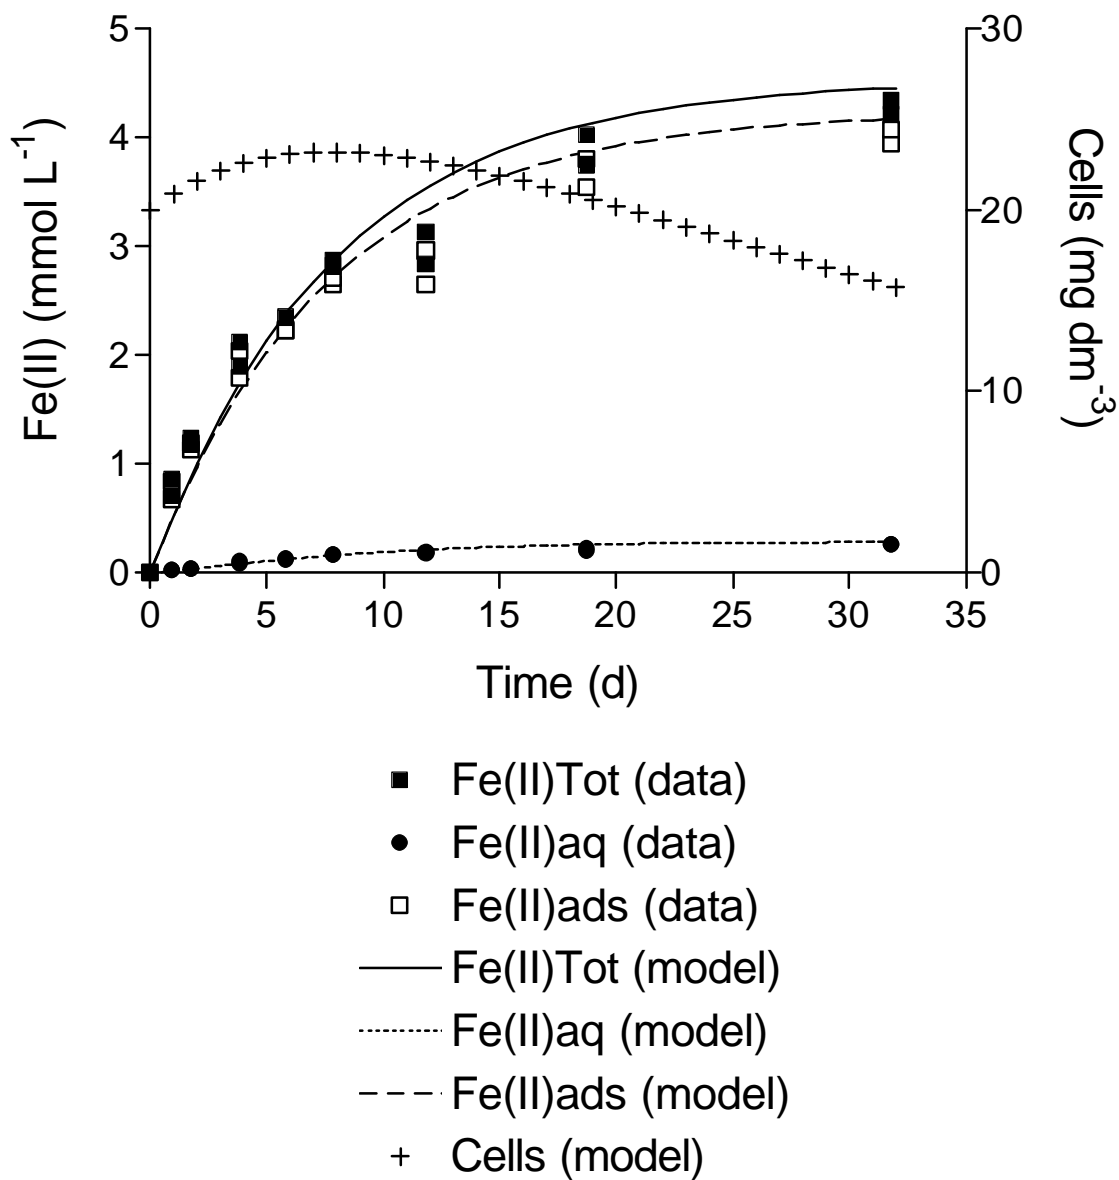 5
4
3
2
1
0
30
20
10
0
Fe(II) (mmol L-1)
Cells (mg dm-3)
0 5 10 15 20 25 30 35
Time (d)
Fe(II)Tot (data)
Fe(II)aq (data)
Fe(II)ads (data)
Fe(II)Tot (model)
Fe(II)aq (model)
Fe(II)ads (model)
Cells (model)